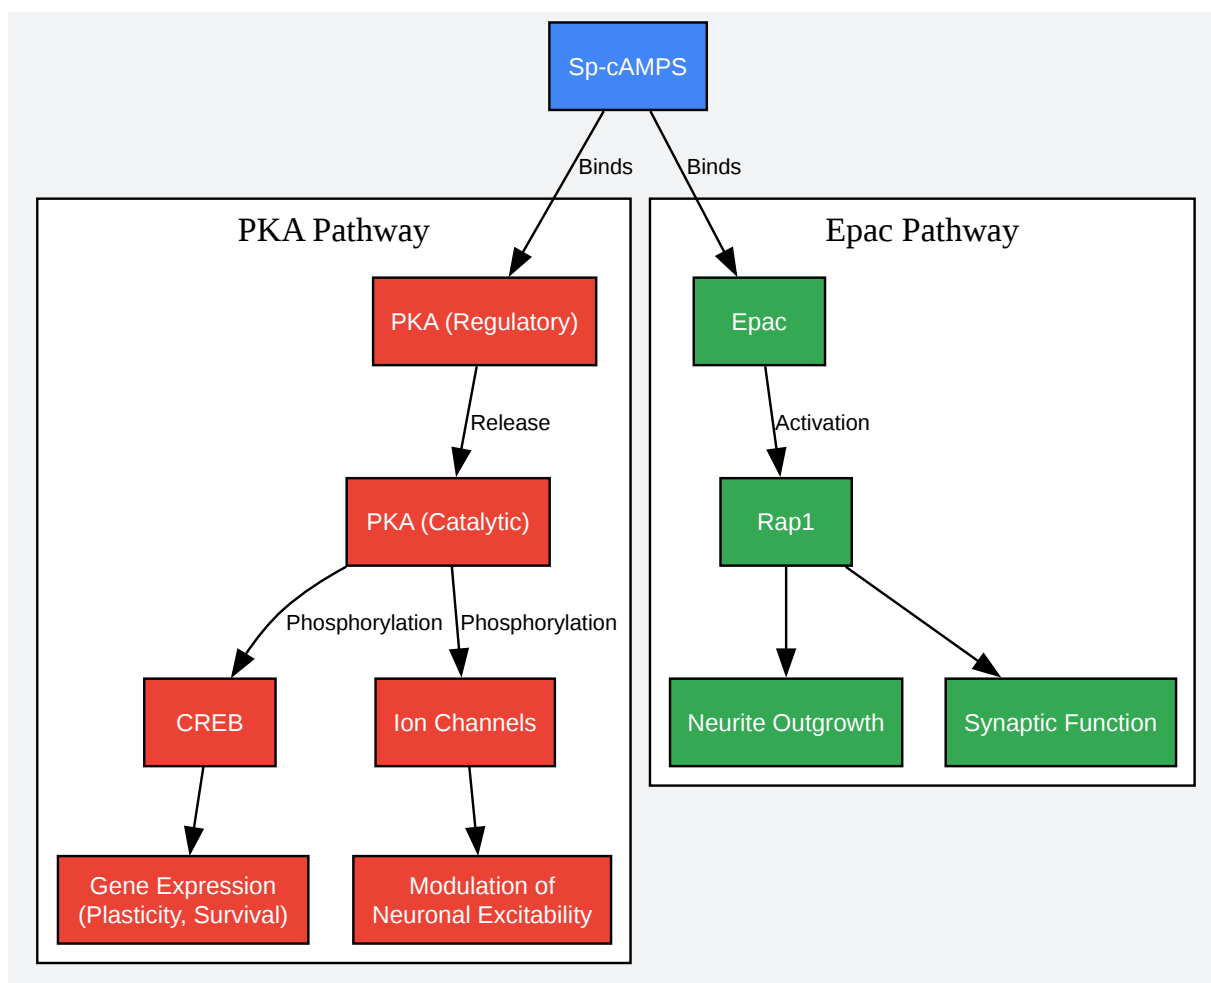 Sp-cAMPS
Binds
Binds
PKA Pathway
Epac Pathway
PKA (Regulatory)
Epac
Release
Activation
PKA (Catalytic)
Rap1
Phosphorylation
Phosphorylation
CREB
Ion Channels
Neurite Outgrowth
Synaptic Function
Gene Expression
(Plasticity, Survival)
Modulation of
Neuronal Excitability